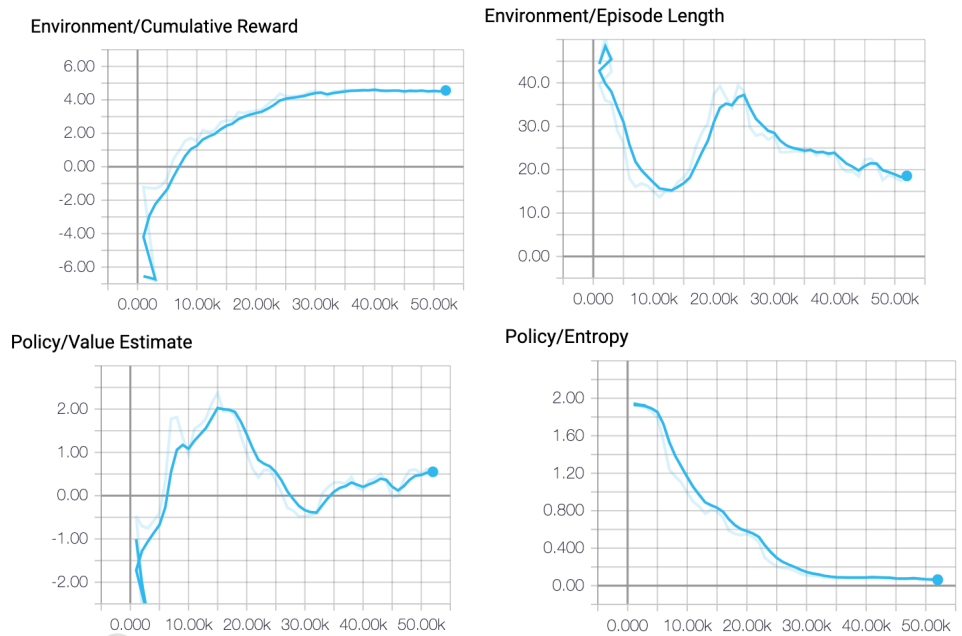 Environment/Cumulative Reward
6.00
4.00
2.00
0.00
-2.00
-4.00
-6.00
0.000 10.00k 20.00k 30.00k 40.00k 50.00k
Environment/Episode Length
40.0
30.0
20.0
10.0
0.00
0.000 10.00k 20.00k 30.00k 40.00k 50.00k
Policy/Value Estimate
2.00
1.00
0.00
-1.00
-2.00
0.000 10.00k 20.00k 30.00k 40.00k 50.00k
Policy/Entropy
2.00
1.60
1.20
0.800
0.400
0.00
0.000 10.00k 20.00k 30.00k 40.00k 50.00k